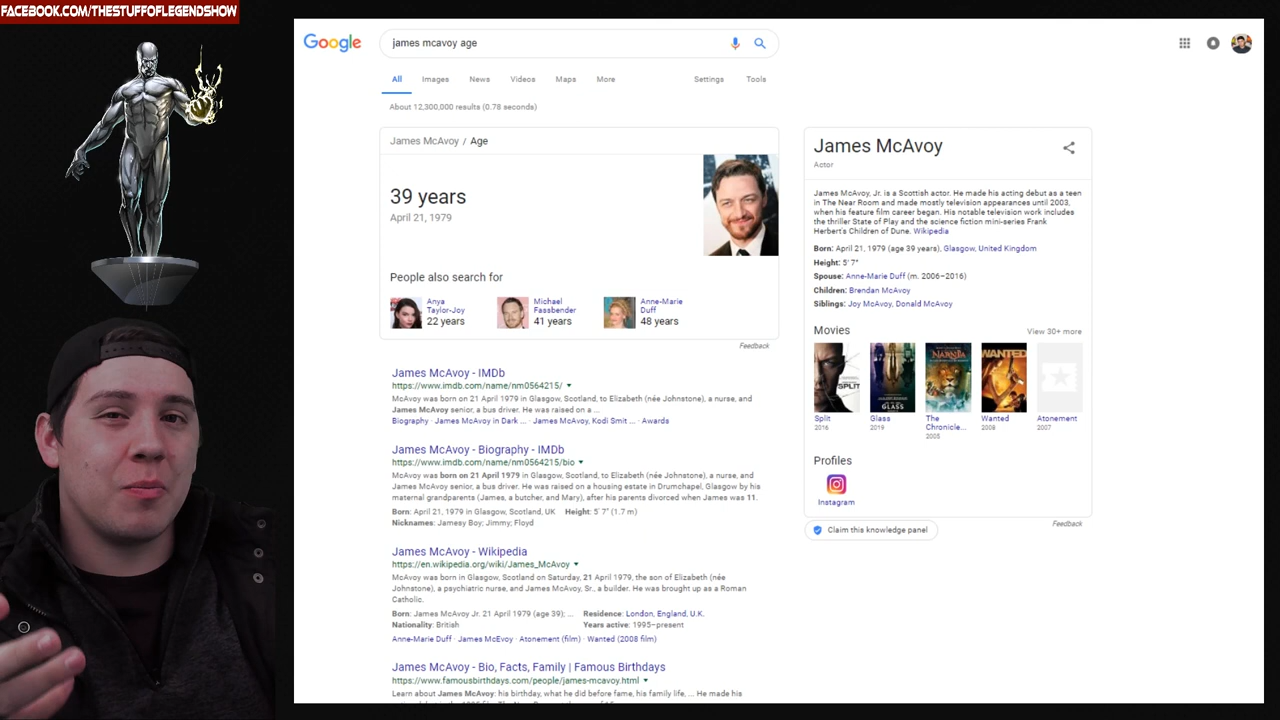 FACEBOOK.COM/THESTUFFOFLEGENDSHOW
Google
james mcavoy age
All Images News Videos Maps More Settings Tools
About 12,300,000 results (0.78 seconds)
James McAvoy / Age
39 years
April 21, 1979
People also search for
Anya
Taylor-Joy
22 years
Michael
Fassbender
41 years
Anne-Marie
Duff
48 years
Feedback
James McAvoy - IMDb
https://www.imdb.com/name/nm0564215/
McAvoy was born on 21 April 1979 in Glasgow, Scotland, to Elizabeth (née Johnstone), a nurse, and
James McAvoy senior, a bus driver. He was raised on a ...
Biography · James McAvoy in Dark ... · James McAvoy, Kodi Smit ... · Awards
James McAvoy - Biography - IMDb
https://www.imdb.com/name/nm0564215/bio
McAvoy was born on 21 April 1979 in Glasgow, Scotland, to Elizabeth (née Johnstone), a nurse, and
James McAvoy senior, a bus driver. He was raised on a housing estate in Drumchapel, Glasgow by his
maternal grandparents (James, a butcher, and Mary), after his parents divorced when James was 11.
Born: April 21, 1979 in Glasgow, Scotland, UK Height: 5' 7" (1.7 m)
Nicknames: Jamesy Boy; Jimmy; Floyd
James McAvoy - Wikipedia
https://en.wikipedia.org/wiki/James_McAvoy
McAvoy was born in Glasgow, Scotland on Saturday, 21 April 1979, the son of Elizabeth (née
Johnstone), a psychiatric nurse, and James McAvoy, Sr., a builder. He was brought up as a Roman
Catholic.
Born: James McAvoy Jr. 21 April 1979 (age 39); ... Residence: London, England, U.K.
Nationality: British Years active: 1995–present
Anne-Marie Duff · James McEvoy · Atonement (film) · Wanted (2008 film)
James McAvoy - Bio, Facts, Family | Famous Birthdays
https://www.famousbirthdays.com/people/james-mcavoy.html
Learn about James McAvoy: his birthday, what he did before fame, his family life, ... He made his
James McAvoy
Actor
James McAvoy, Jr. is a Scottish actor. He made his acting debut as a teen
in The Near Room and made mostly television appearances until 2003,
when his feature film career began. His notable television work includes
the thriller State of Play and the science fiction mini-series Frank
Herbert's Children of Dune. Wikipedia
Born: April 21, 1979 (age 39 years), Glasgow, United Kingdom
Height: 5' 7"
Spouse: Anne-Marie Duff (m. 2006–2016)
Children: Brendan McAvoy
Siblings: Joy McAvoy, Donald McAvoy
Movies View 30+ more
SPLIT
GLASS
NARNIA
WANTED
Split
2016
Glass
2019
The
Chronicle...
2005
Wanted
2008
Atonement
2007
Profiles
Instagram
Feedback
Claim this knowledge panel